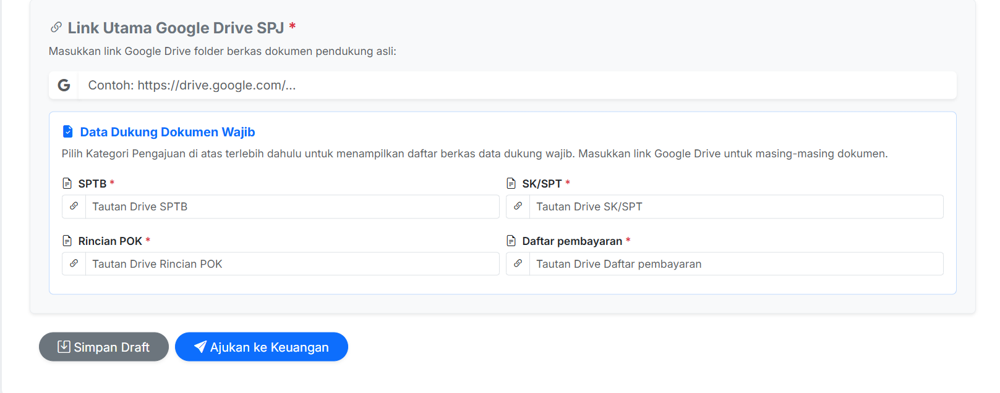 Link Utama Google Drive SPJ *
Masukkan link Google Drive folder berkas dokumen pendukung asli:
G Contoh: https://drive.google.com/...
Data Dukung Dokumen Wajib
Pilih Kategori Pengajuan di atas terlebih dahulu untuk menampilkan daftar berkas data dukung wajib. Masukkan link Google Drive untuk masing-masing dokumen.
SPTB *
Tautan Drive SPTB
SK/SPT *
Tautan Drive SK/SPT
Rincian POK *
Tautan Drive Rincian POK
Daftar pembayaran *
Tautan Drive Daftar pembayaran
Simpan Draft
Ajukan ke Keuangan